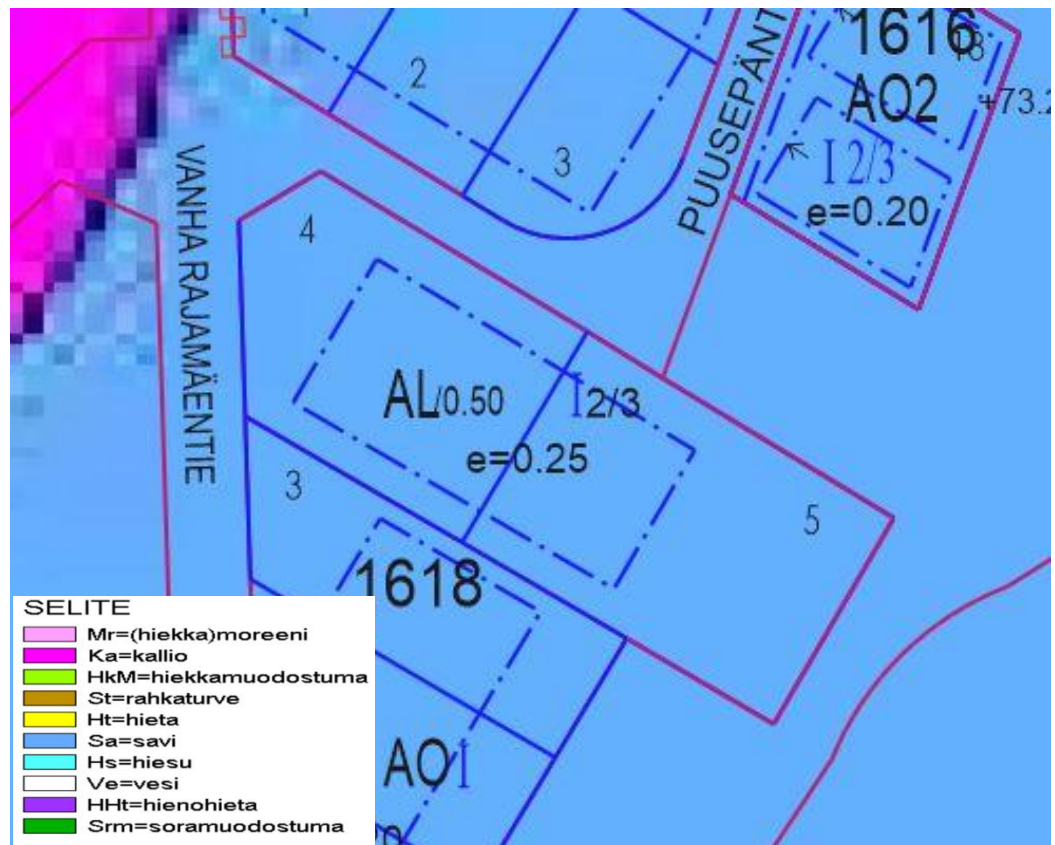 1616
18
2
AO2
+73.2
PUUSEPÄNT
I 2/3
3
e=0.20
VANHA RAJAMÄENTIE
4
AL/0.50
I2/3
e=0.25
3
5
1618
AO I
SELITE
Mr=(hiekka)moreeni
Ka=kallio
HkM=hiekkamuodostuma
St=rahkaturve
Ht=hieta
Sa=savi
Hs=hiesu
Ve=vesi
HHt=hienohieta
Srm=soramuodostuma